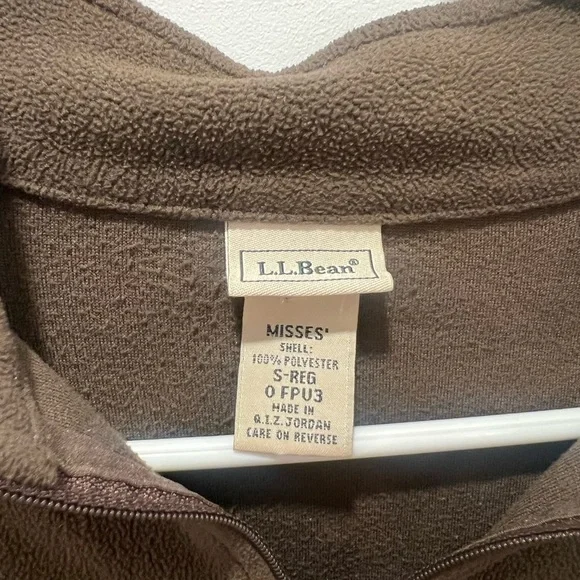 L.L.Bean®
MISSES'
SHELL:
100% POLYESTER
S-REG
0 FPU3
MADE IN
Q.I.Z. JORDAN
CARE ON REVERSE